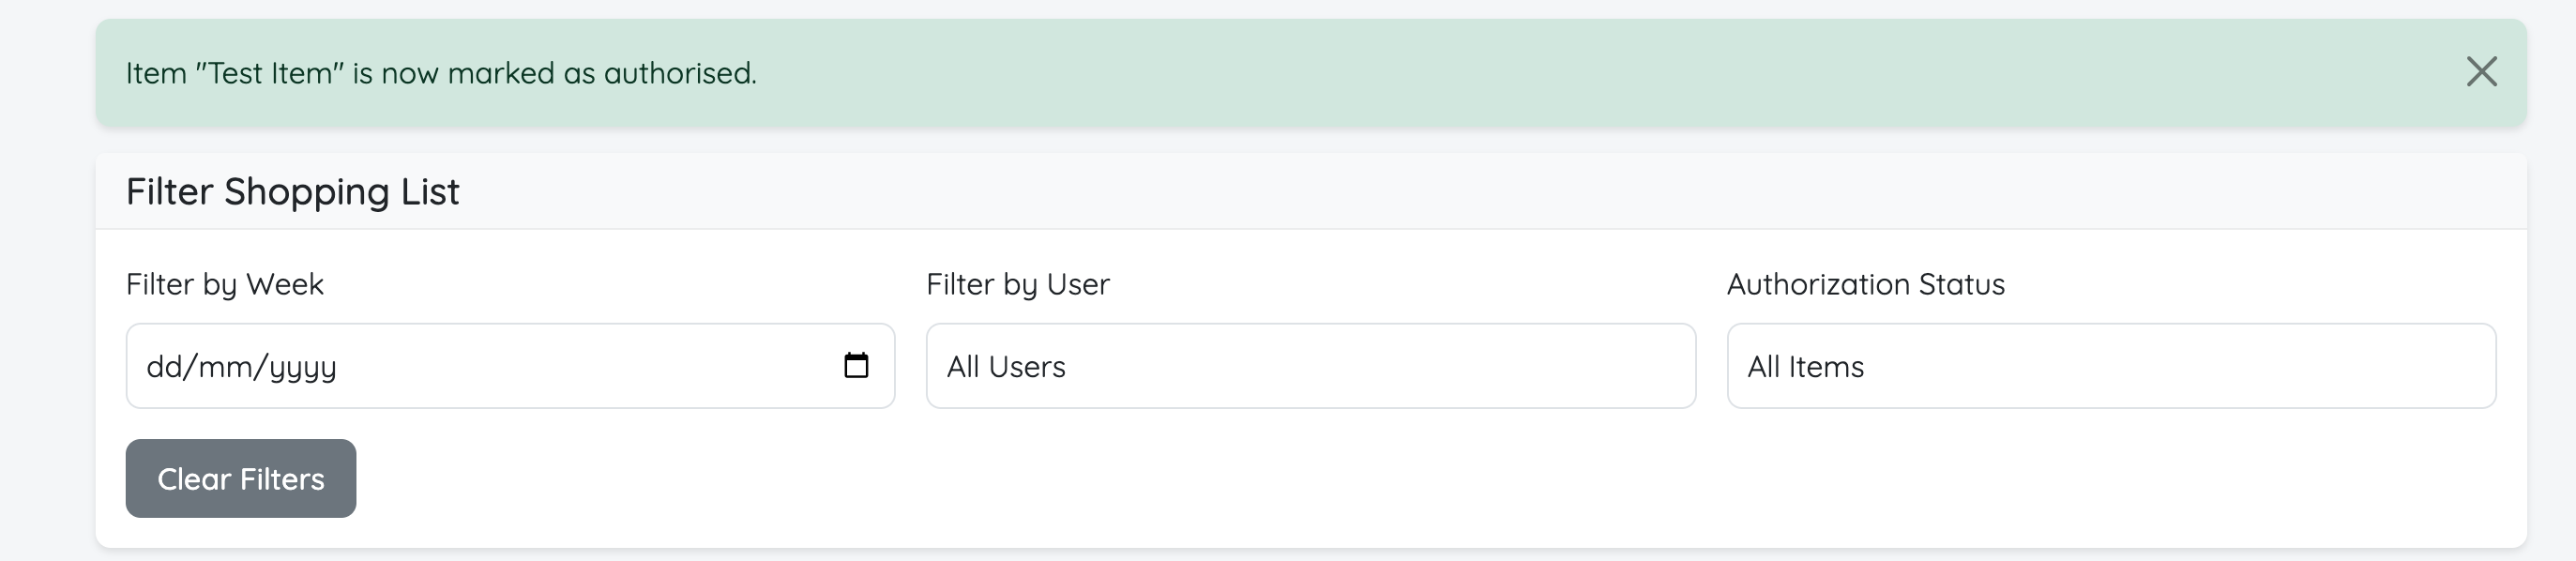 Item "Test Item" is now marked as authorised.
Filter Shopping List
Filter by Week
Filter by User
Authorization Status
dd/mm/yyyy
All Users
All Items
Clear Filters